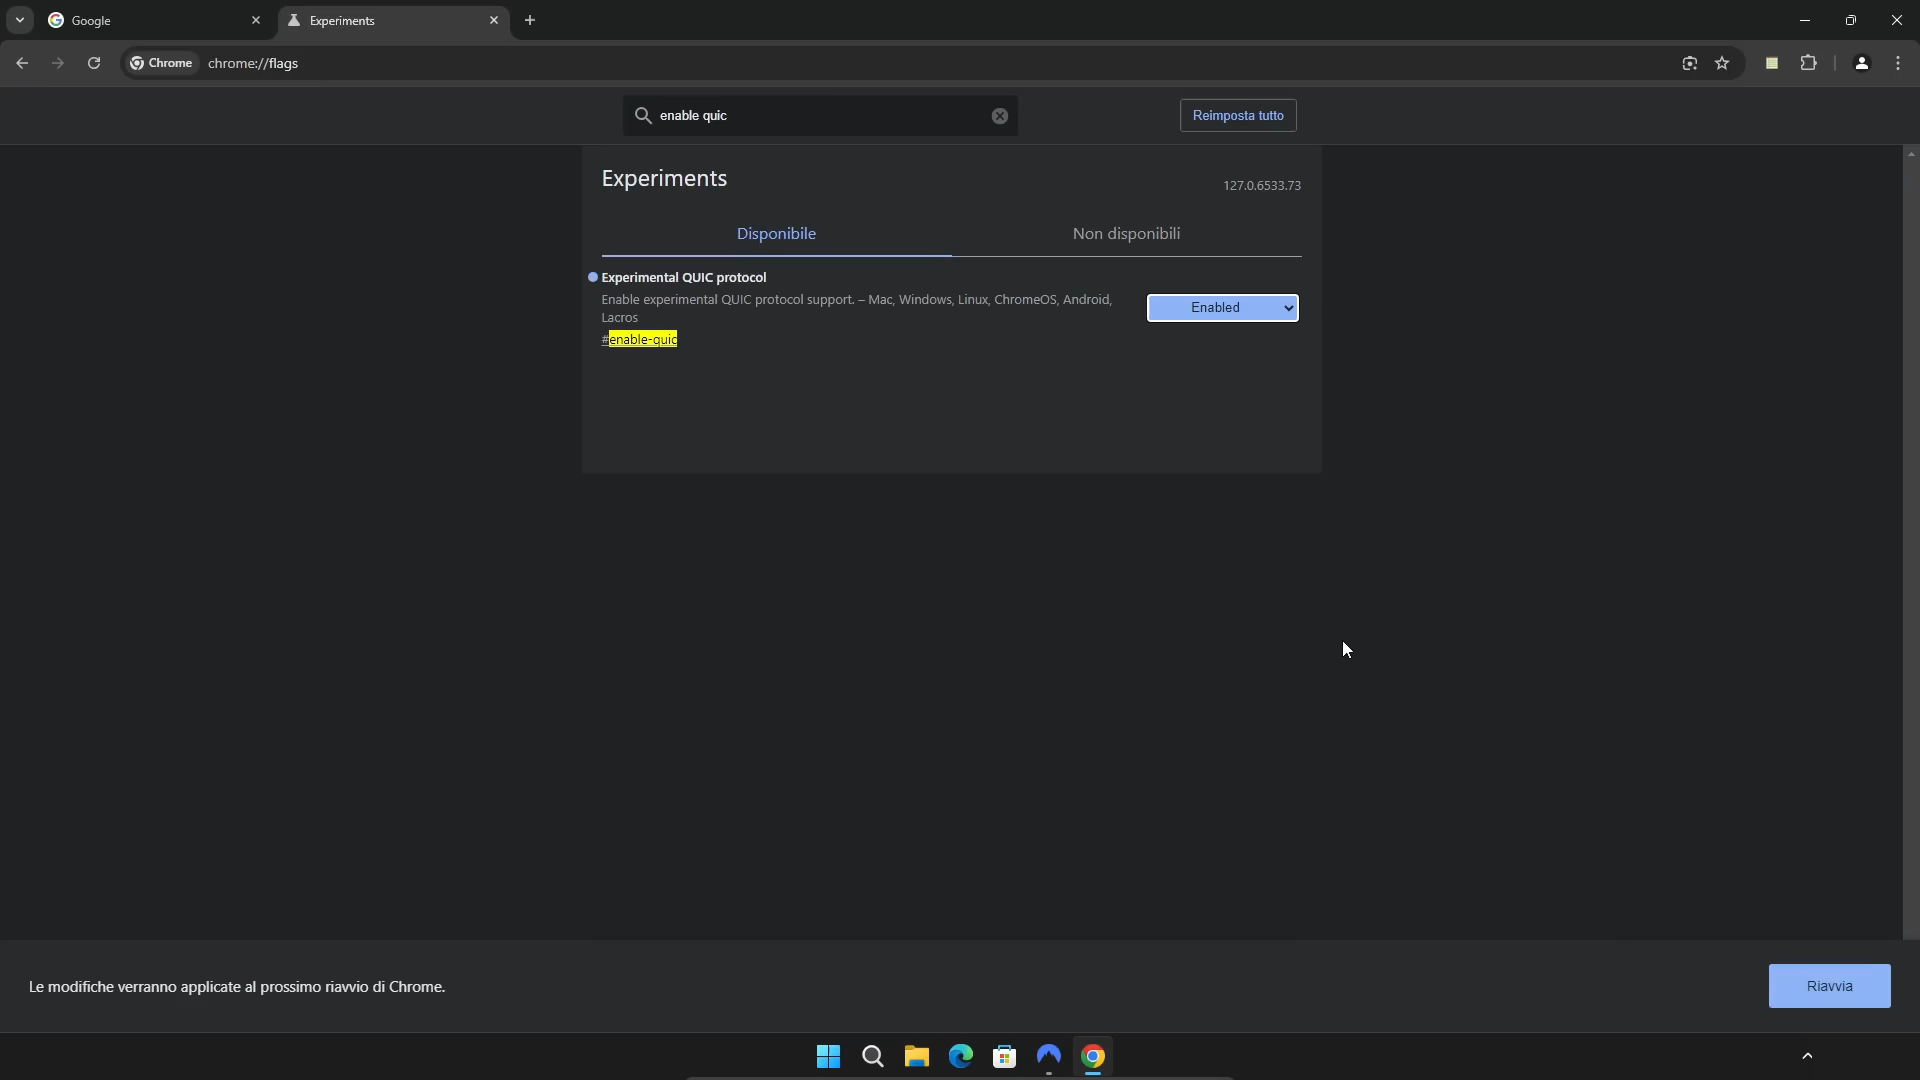 Google
Experiments
Chrome
chrome://flags
enable quic
Reimposta tutto
Experiments
127.0.6533.73
Disponibile
Non disponibili
Experimental QUIC protocol
Enable experimental QUIC protocol support. – Mac, Windows, Linux, ChromeOS, Android,
Lacros
Enabled
#enable-quic
Le modifiche verranno applicate al prossimo riavvio di Chrome.
Riavvia